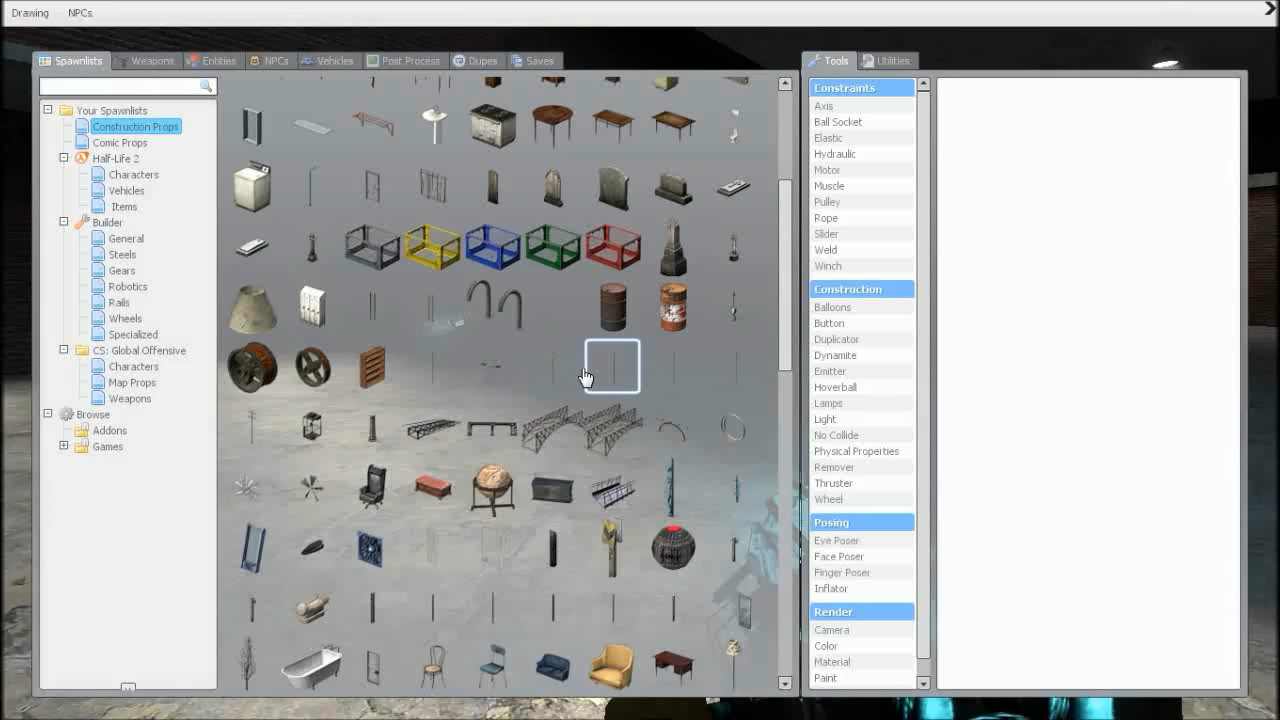 Drawing NPCs
Spawnlists Weapons Entities NPCs Vehicles Post Process Dupes Saves
Your Spawnlists
Construction Props
Comic Props
Half-Life 2
Characters
Vehicles
Items
Builder
General
Steels
Gears
Robotics
Rails
Wheels
Specialized
CS: Global Offensive
Characters
Map Props
Weapons
Browse
Addons
Games
Tools Utilities
Constraints
Axis
Ball Socket
Elastic
Hydraulic
Motor
Muscle
Pulley
Rope
Slider
Weld
Winch
Construction
Balloons
Button
Duplicator
Dynamite
Emitter
Hoverball
Lamps
Light
No Collide
Physical Properties
Remover
Thruster
Wheel
Posing
Eye Poser
Face Poser
Finger Poser
Inflator
Render
Camera
Color
Material
Paint